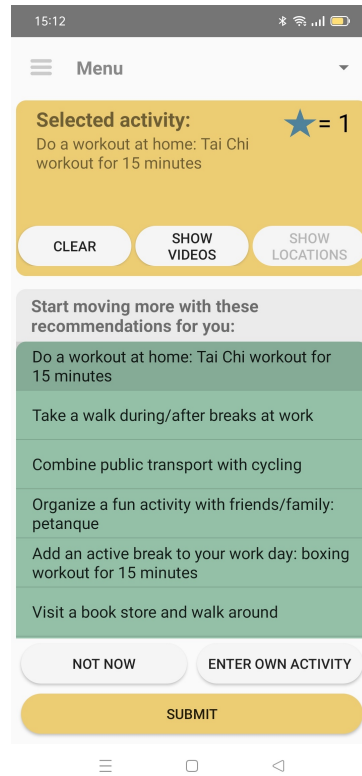 15:12
Menu
Selected activity:
= 1
Do a workout at home: Tai Chi
workout for 15 minutes
CLEAR
SHOW
VIDEOS
SHOW
LOCATIONS
Start moving more with these
recommendations for you:
Do a workout at home: Tai Chi workout for
15 minutes
Take a walk during/after breaks at work
Combine public transport with cycling
Organize a fun activity with friends/family:
petanque
Add an active break to your work day: boxing
workout for 15 minutes
Visit a book store and walk around
NOT NOW
ENTER OWN ACTIVITY
SUBMIT